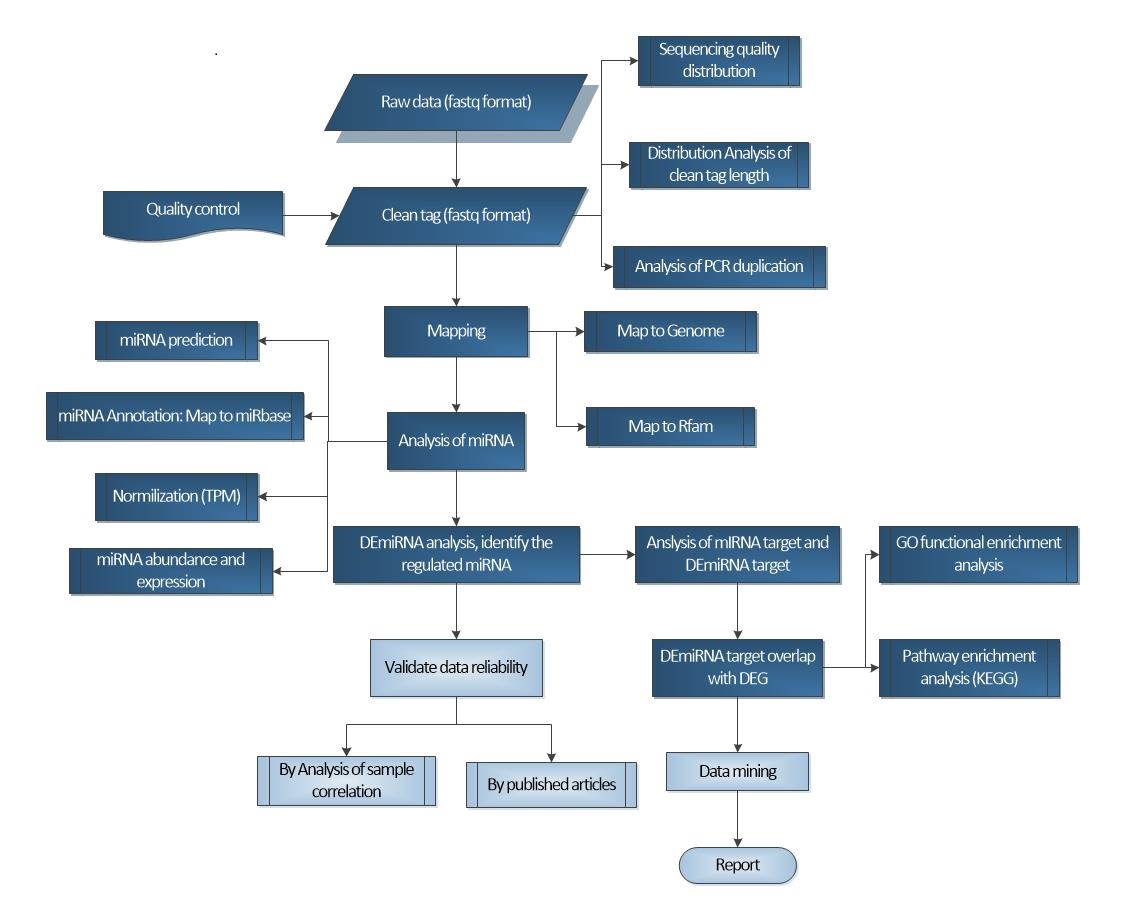 Sequencing quality
distribution
Raw data (fastq format)
Distribution Analysis of
clean tag length
Quality control
Clean tag (fastq format)
Analysis of PCR duplication
Mapping
Map to Genome
miRNA prediction
miRNA Annotation: Map to miRbase
Map to Rfam
Analysis of miRNA
Normilization (TPM)
miRNA abundance and
expression
DEmiRNA analysis, identify the
regulated miRNA
Anslysis of mIRNA target and
DEmiRNA target
GO functional enrichment
analysis
Validate data reliability
DEmiRNA target overlap
with DEG
Pathway enrichment
analysis (KEGG)
By Analysis of sample
correlation
By published articles
Data mining
Report